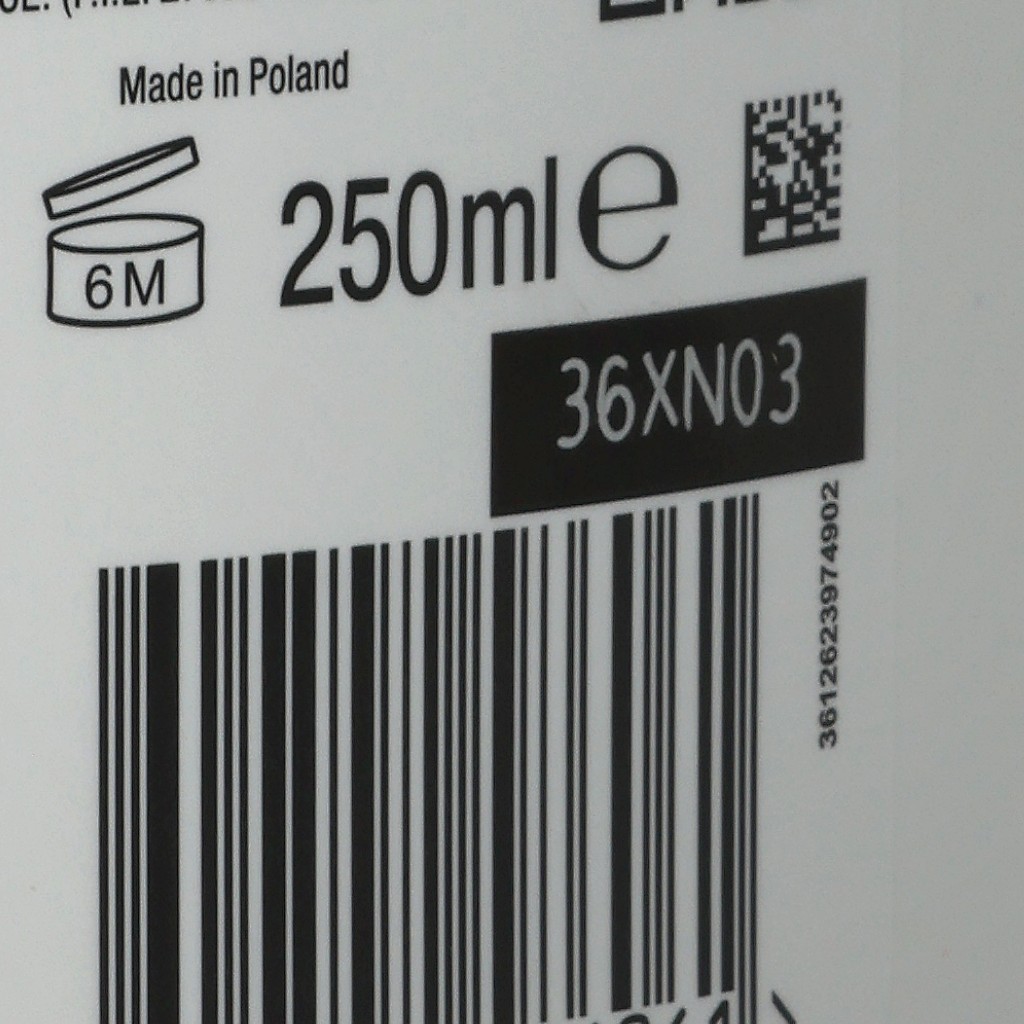 Made in Poland
6M
250ml e
36XN03
3612623974902